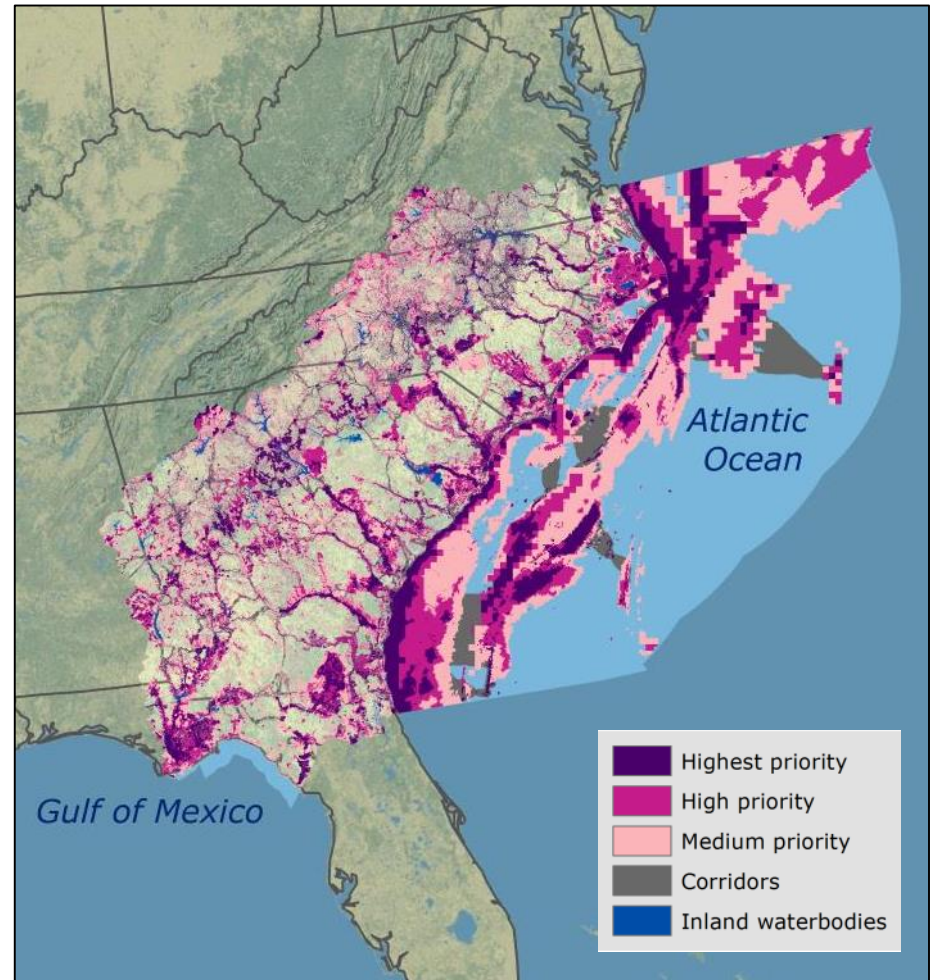 Atlantic
Ocean
Gulf of Mexico
Highest priority
High priority
Medium priority
Corridors
Inland waterbodies